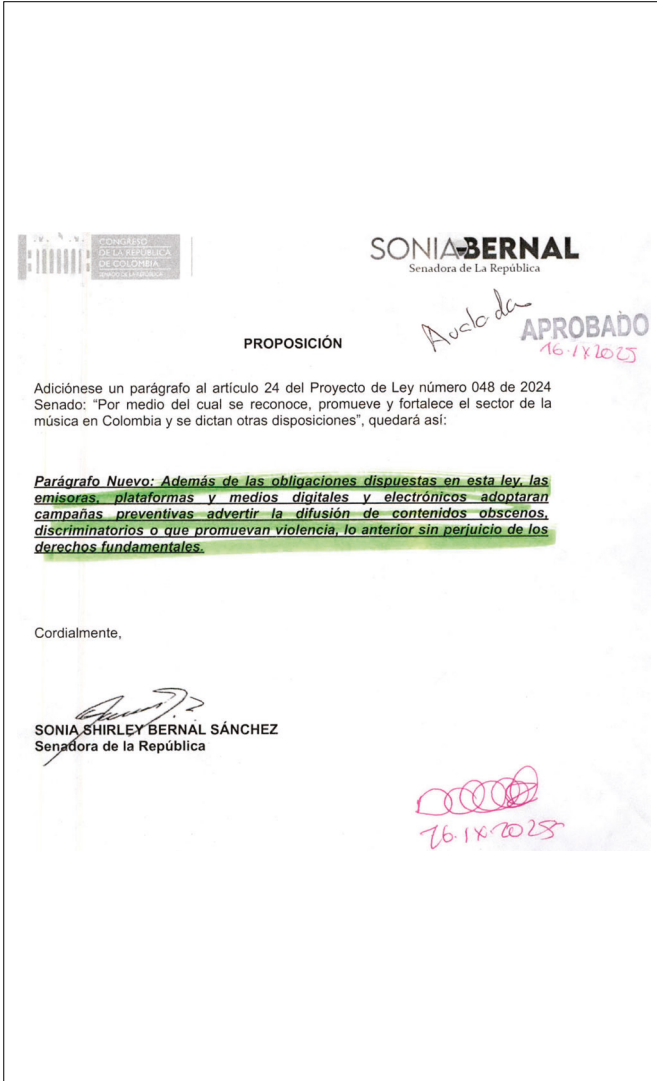 CONGRESO
DE LA REPÚBLICA
DE COLOMBIA
SENADO DE LA REPÚBLICA
SONIA BERNAL
Senadora de La República
Avalada
APROBADO
16.IX.2025
PROPOSICIÓN
Adiciónese un parágrafo al artículo 24 del Proyecto de Ley número 048 de 2024
Senado: “Por medio del cual se reconoce, promueve y fortalece el sector de la
música en Colombia y se dictan otras disposiciones”, quedará así:
Parágrafo Nuevo: Además de las obligaciones dispuestas en esta ley, las
emisoras, plataformas y medios digitales y electrónicos adoptaran
campañas preventivas advertir la difusión de contenidos obscenos,
discriminatorios o que promuevan violencia, lo anterior sin perjuicio de los
derechos fundamentales.
Cordialmente,
SONIA SHIRLEY BERNAL SÁNCHEZ
Senadora de la República
16.IX.2025